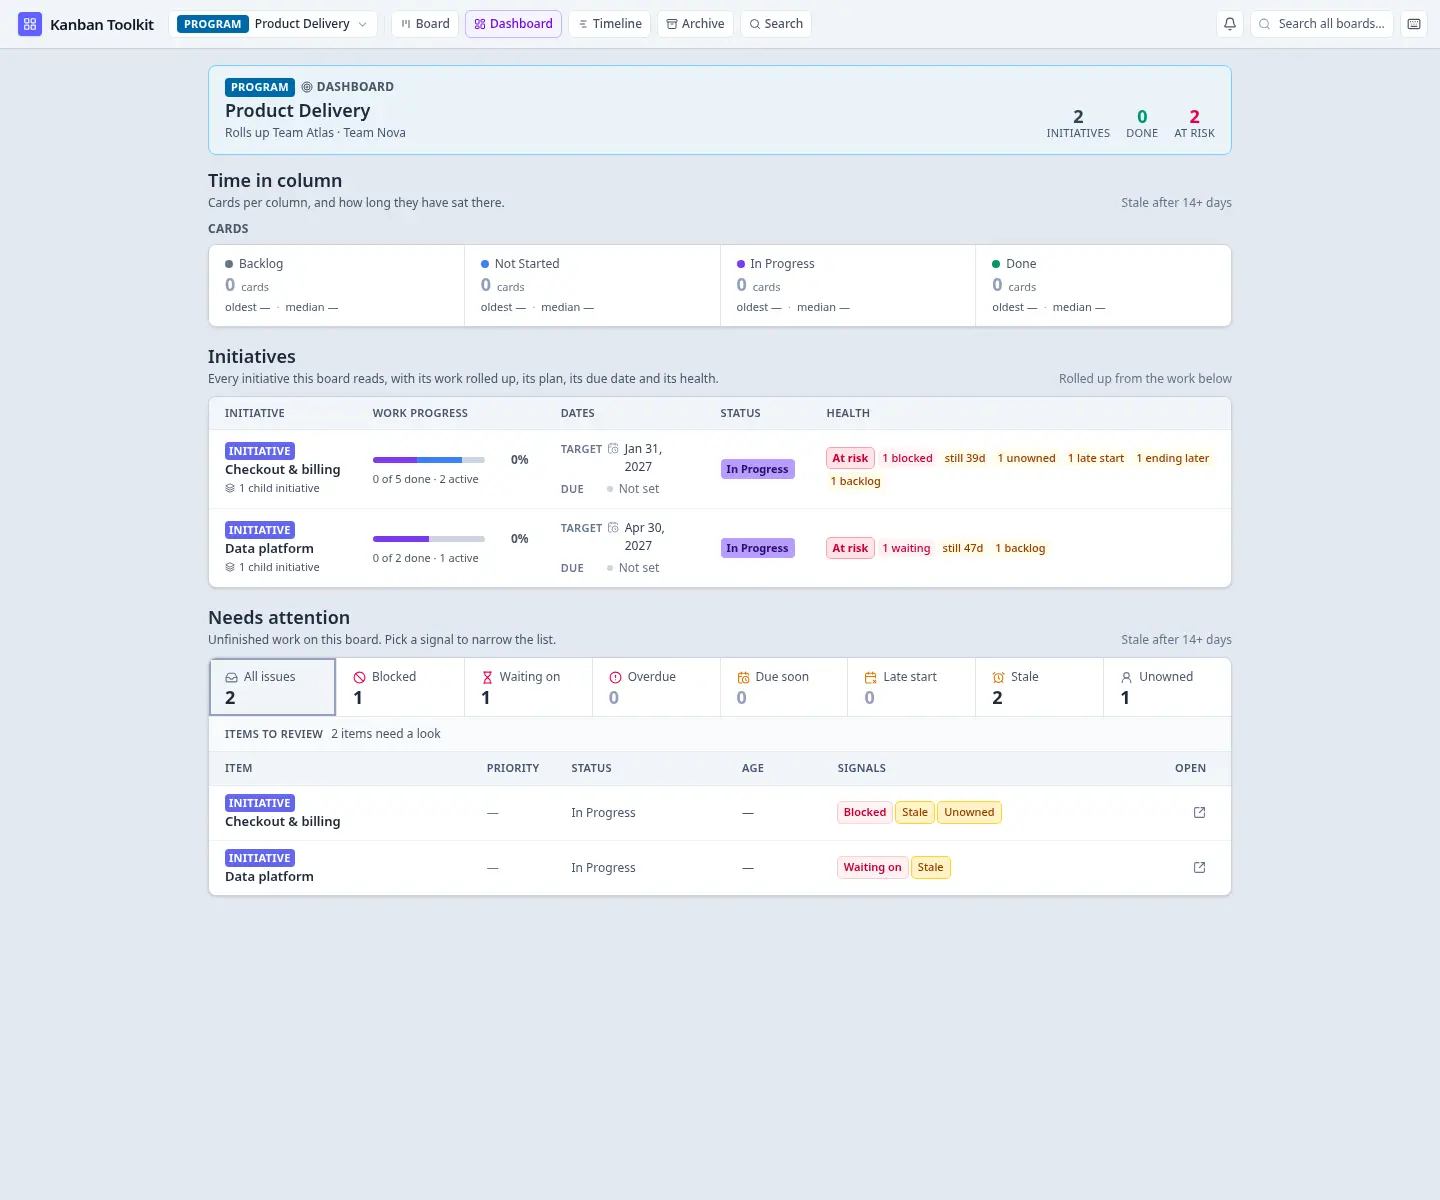 Kanban Toolkit
PROGRAM Product Delivery
Board
Dashboard
Timeline
Archive
Search
Search all boards...
PROGRAM DASHBOARD
Product Delivery
Rolls up Team Atlas · Team Nova
2 INITIATIVES
0 DONE
2 AT RISK
Time in column
Cards per column, and how long they have sat there.
Stale after 14+ days
CARDS
Backlog
0 cards
oldest — · median —
Not Started
0 cards
oldest — · median —
In Progress
0 cards
oldest — · median —
Done
0 cards
oldest — · median —
Initiatives
Every initiative this board reads, with its work rolled up, its plan, its due date and its health.
Rolled up from the work below
INITIATIVE WORK PROGRESS DATES STATUS HEALTH
INITIATIVE
Checkout & billing
1 child initiative
0%
0 of 5 done · 2 active
TARGET Jan 31,
2027
DUE Not set
In Progress
At risk 1 blocked still 39d 1 unowned 1 late start 1 ending later
1 backlog
INITIATIVE
Data platform
1 child initiative
0%
0 of 2 done · 1 active
TARGET Apr 30,
2027
DUE Not set
In Progress
At risk 1 waiting still 47d 1 backlog
Needs attention
Unfinished work on this board. Pick a signal to narrow the list.
Stale after 14+ days
All issues
2
Blocked
1
Waiting on
1
Overdue
0
Due soon
0
Late start
0
Stale
2
Unowned
1
ITEMS TO REVIEW 2 items need a look
ITEM PRIORITY STATUS AGE SIGNALS OPEN
INITIATIVE
Checkout & billing
— In Progress — Blocked Stale Unowned
INITIATIVE
Data platform
— In Progress — Waiting on Stale